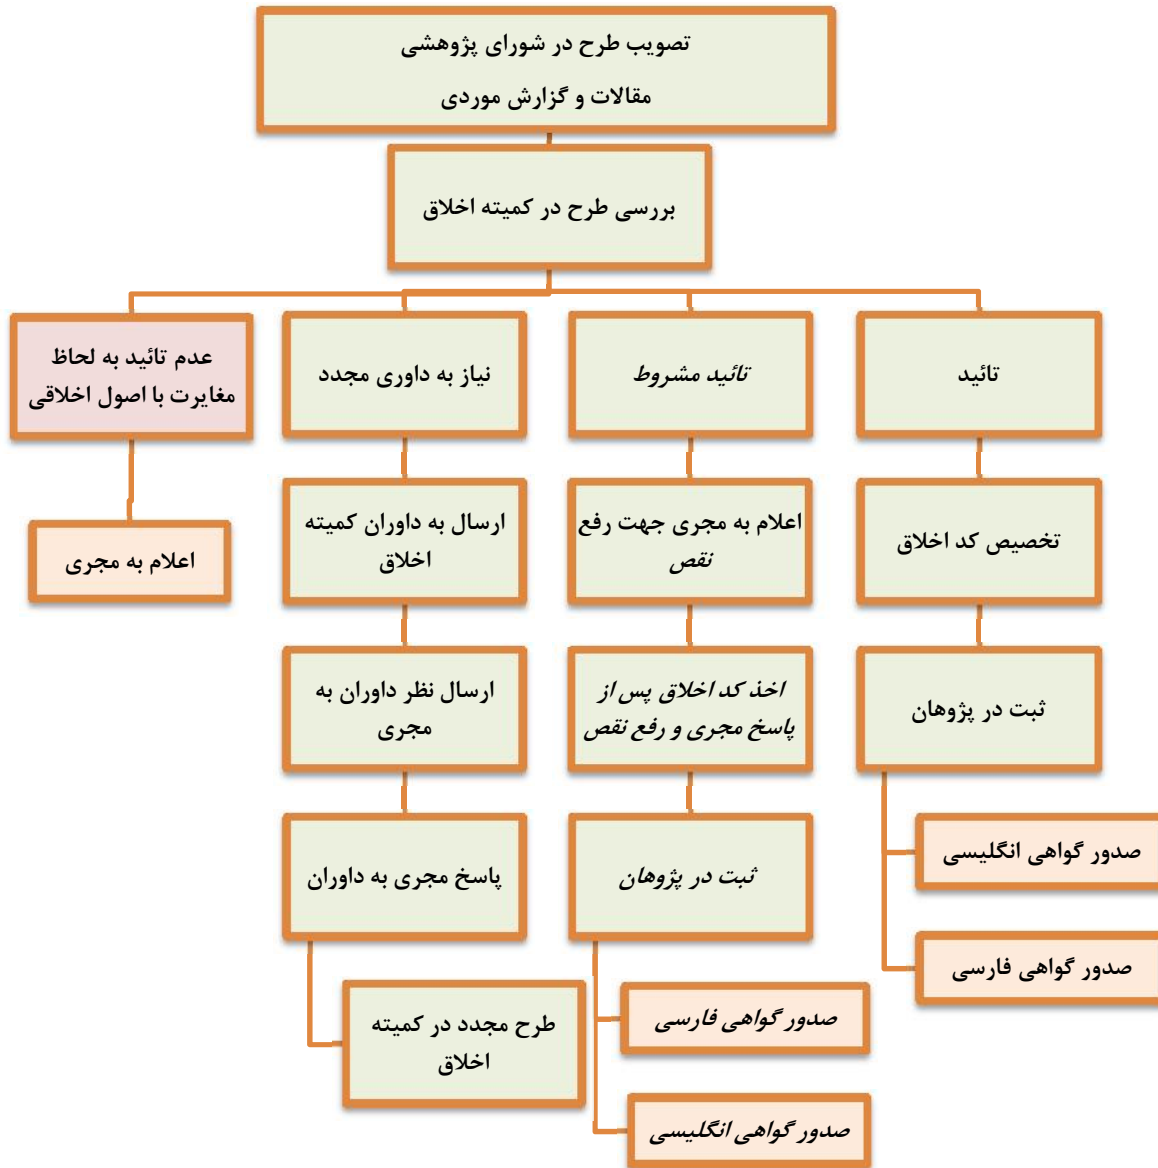 تصویب طرح در شورای پژوهشی
مقالات و گزارش موردی
بررسی طرح در کمیته اخلاق
تائید
تائید مشروط
نیاز به داوری مجدد
عدم تائید به لحاظ
مغایرت با اصول اخلاقی
تخصیص کد اخلاق
اعلام به مجری جهت رفع
نقص
ارسال به داوران کمیته
اخلاق
اعلام به مجری
ثبت در پژوهان
اخذ کد اخلاق پس از
پاسخ مجری و رفع نقص
ارسال نظر داوران به
مجری
صدور گواهی انگلیسی
ثبت در پژوهان
پاسخ مجری به داوران
صدور گواهی فارسی
صدور گواهی فارسی
طرح مجدد در کمیته
اخلاق
صدور گواهی انگلیسی